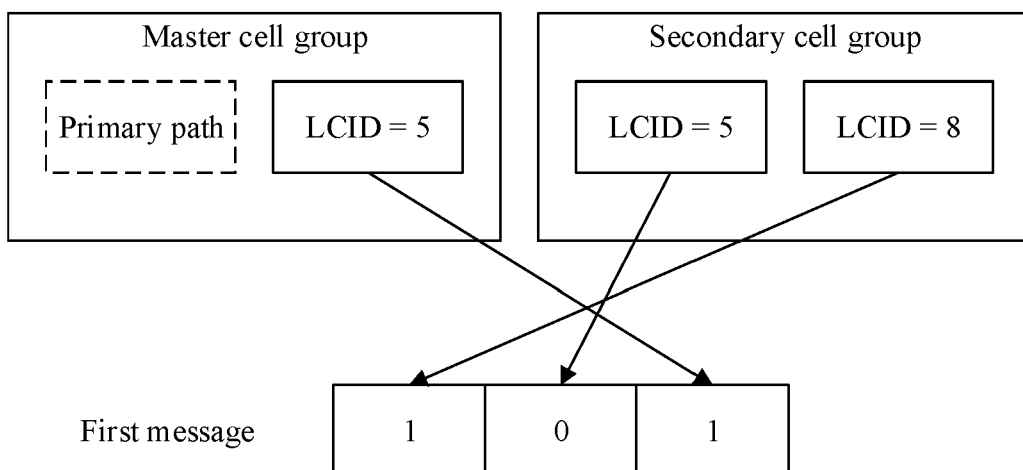 Master cell group
Secondary cell group
Primary path
LCID = 5
LCID = 5
LCID = 8
First message
1
0
1